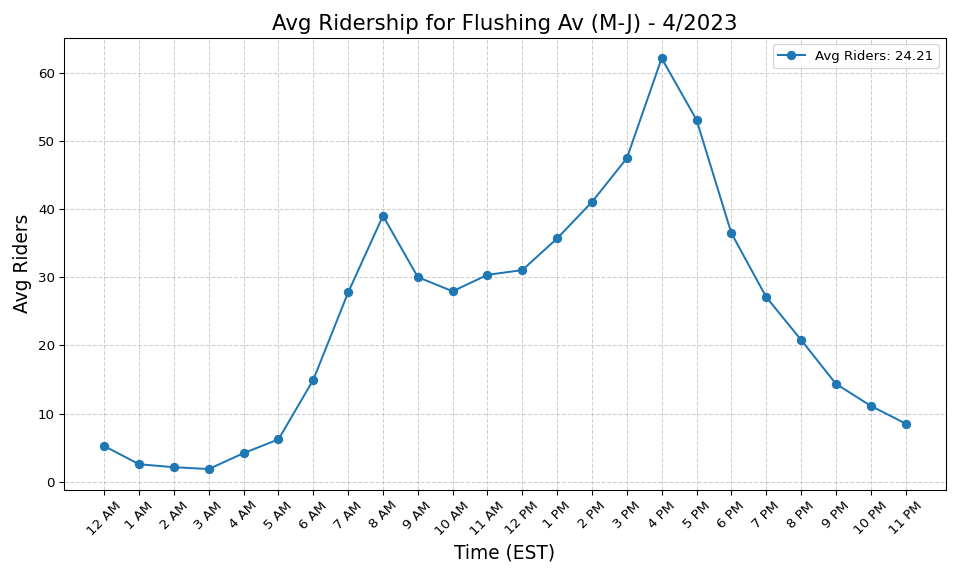 Avg Ridership for Flushing Av (M-J) - 4/2023
Avg Riders: 24.21
Avg Riders
60
50
40
30
20
10
0
12 AM
1 AM
2 AM
3 AM
4 AM
5 AM
6 AM
7 AM
8 AM
9 AM
10 AM
11 AM
12 PM
1 PM
2 PM
3 PM
4 PM
5 PM
6 PM
7 PM
8 PM
9 PM
10 PM
11 PM
Time (EST)